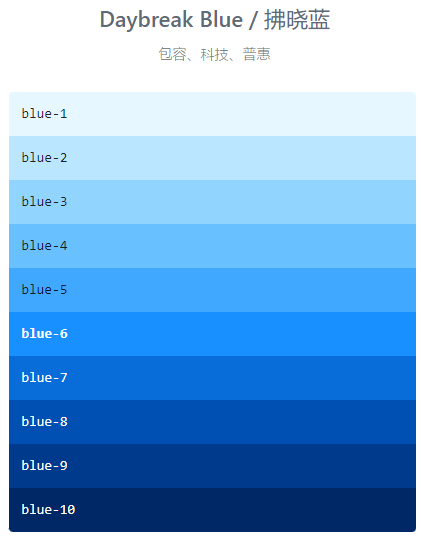 Daybreak Blue / 拂晓蓝
包容、科技、普惠
blue-1
blue-2
blue-3
blue-4
blue-5
blue-6
blue-7
blue-8
blue-9
blue-10